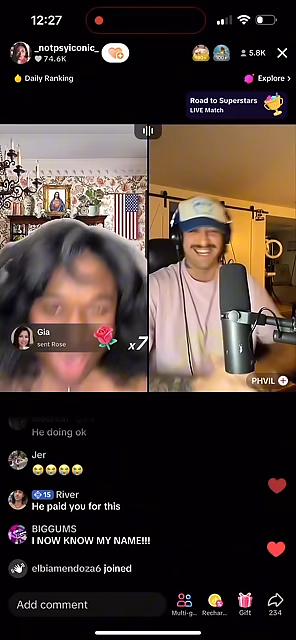 12:27
_notpsyiconic_
74.6K
5.8K
Daily Ranking
Explore >
Road to Superstars
LIVE Match
Gia
sent Rose
x7
PHVIL
He doing ok
Jer
😭😭😭😭
15 River
He paid you for this
BIGGUMS
I NOW KNOW MY NAME!!!
elbiamendoza6 joined
Add comment
Multi-g...
Rechar...
Gift
234